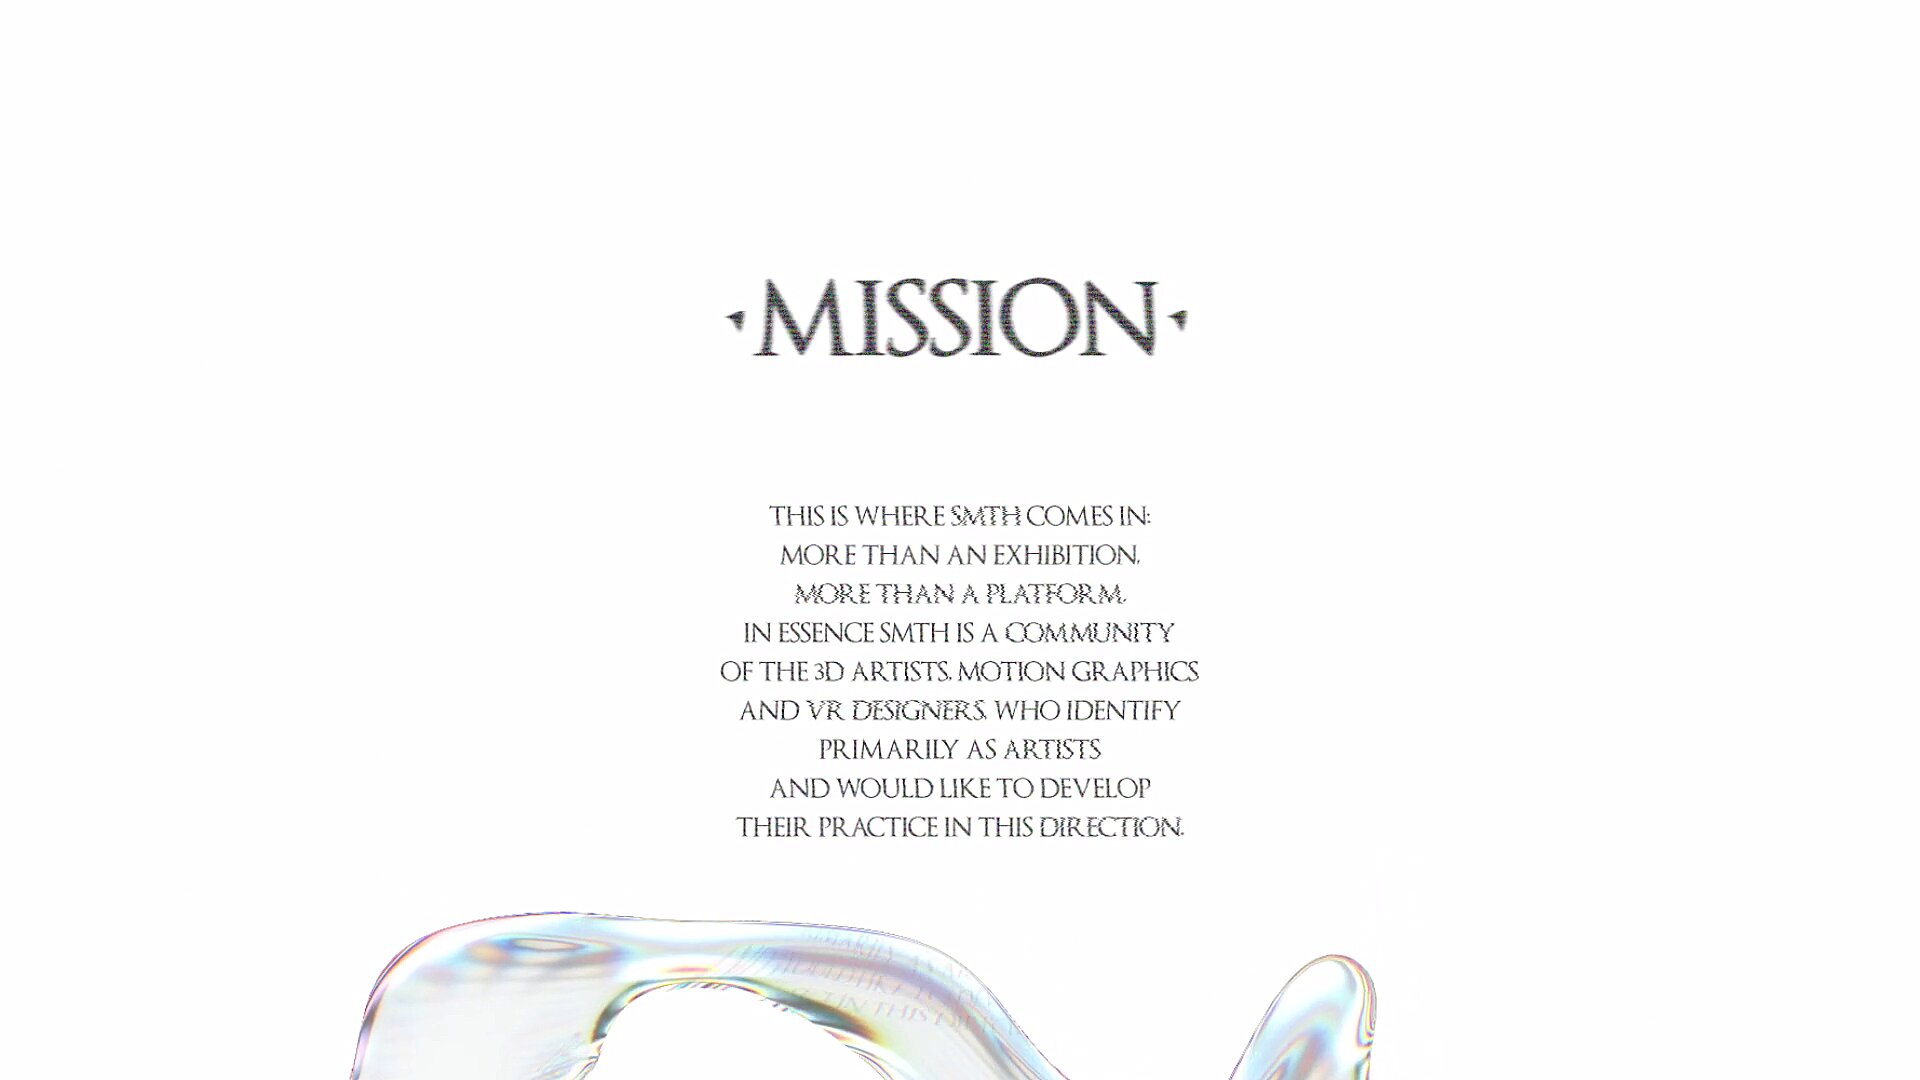 MISSION
THIS IS WHERE SMTH COMES IN:
MORE THAN AN EXHIBITION,
MORE THAN A PLATFORM.
IN ESSENCE SMTH IS A COMMUNITY
OF THE 3D ARTISTS, MOTION GRAPHICS
AND VR DESIGNERS, WHO IDENTIFY
PRIMARILY AS ARTISTS
AND WOULD LIKE TO DEVELOP
THEIR PRACTICE IN THIS DIRECTION.